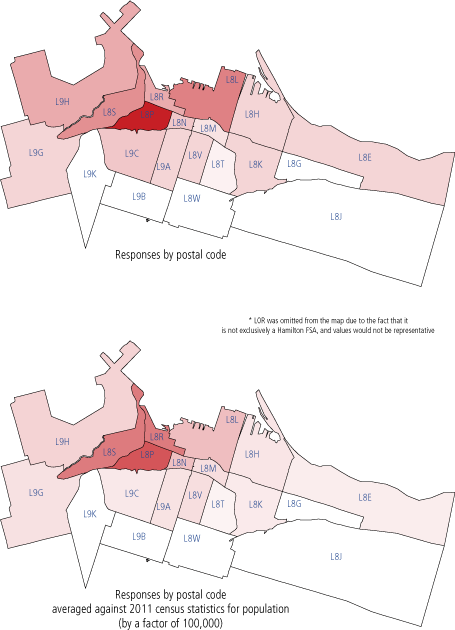 L9H
L8S
L8R
L8P
L8L
L8N
L8M
L8H
L9G
L9K
L9C
L9A
L8V
L8T
L8K
L8G
L8E
L9B
L8W
L8J
Responses by postal code
* L0R was omitted from the map due to the fact that it
is not exclusively a Hamilton FSA, and values would not be representative
L9H
L8S
L8R
L8P
L8L
L8N
L8M
L8H
L9G
L9K
L9C
L9A
L8V
L8T
L8K
L8G
L8E
L9B
L8W
L8J
Responses by postal code
averaged against 2011 census statistics for population
(by a factor of 100,000)